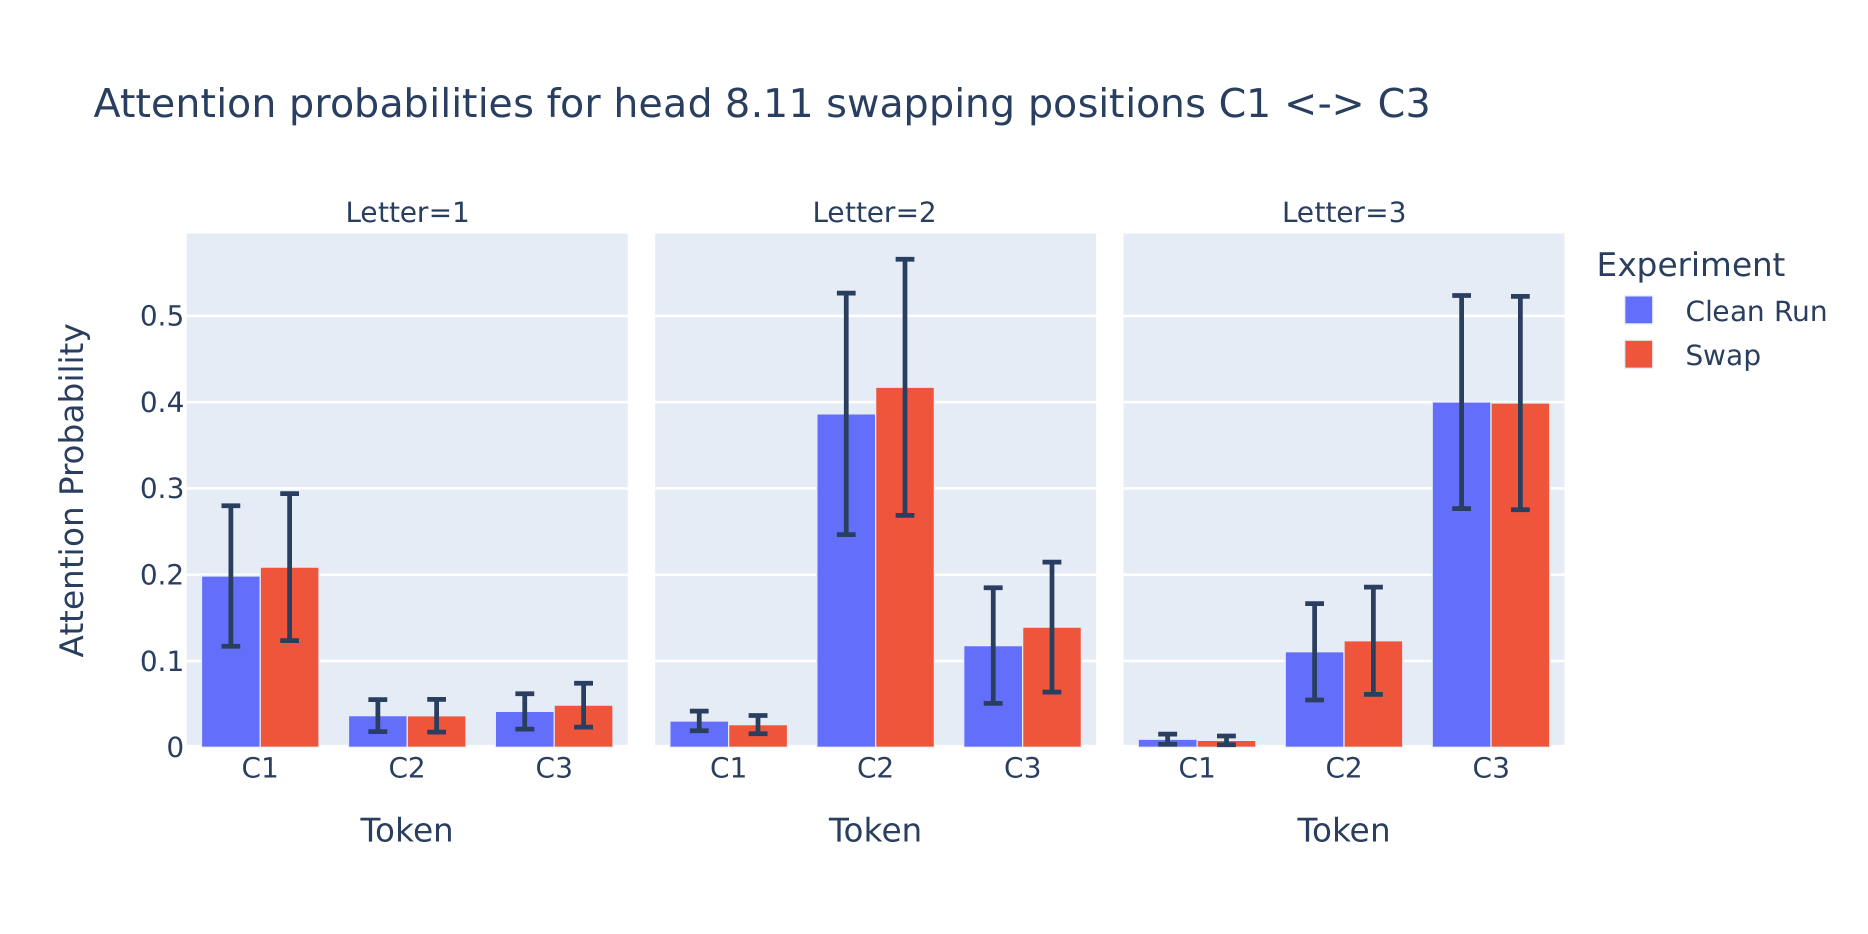 Attention probabilities for head 8.11 swapping positions C1 <-> C3
Letter=1
Letter=2
Letter=3
Experiment
Clean Run
Swap
Attention Probability
0.5
0.4
0.3
0.2
0.1
0
C1 C2 C3
C1 C2 C3
C1 C2 C3
Token
Token
Token